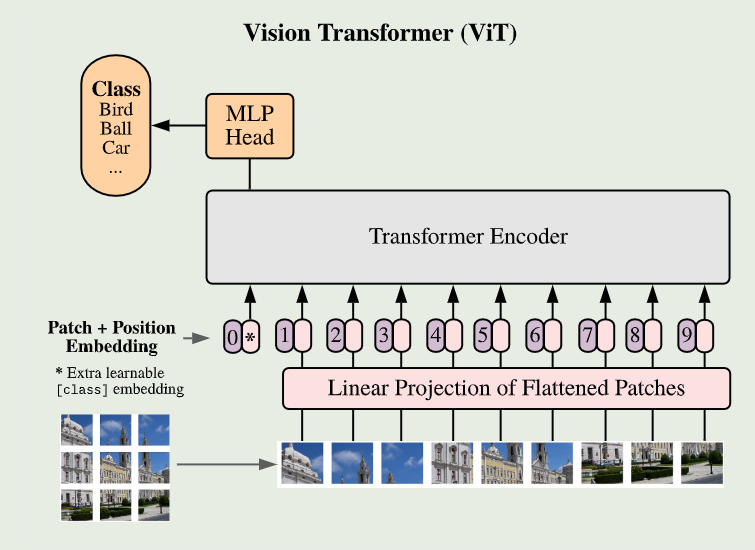 Vision Transformer (ViT)
Class
Bird
Ball
Car
...
MLP
Head
Transformer Encoder
Patch + Position
Embedding
0 * 1 2 3 4 5 6 7 8 9
* Extra learnable
[class] embedding
Linear Projection of Flattened Patches